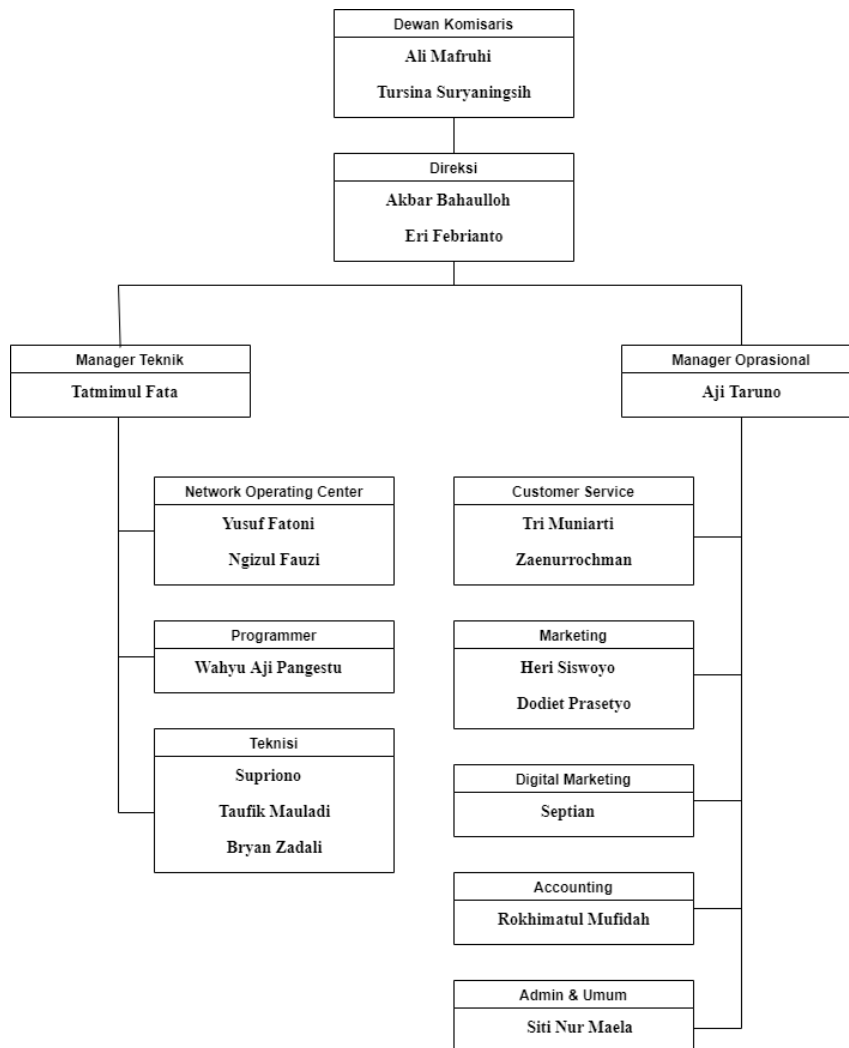 Dewan Komisaris
Ali Mafruhi
Tursina Suryaningsih
Direksi
Akbar Bahaulloh
Eri Febrianto
Manager Teknik
Tatmimul Fata
Manager Oprasional
Aji Taruno
Network Operating Center
Yusuf Fatoni
Ngizul Fauzi
Programmer
Wahyu Aji Pangestu
Teknisi
Supriono
Taufik Mauladi
Bryan Zadali
Customer Service
Tri Muniarti
Zaenurrochman
Marketing
Heri Siswoyo
Dodiet Prasetyo
Digital Marketing
Septian
Accounting
Rokhimatul Mufidah
Admin & Umum
Siti Nur Maela